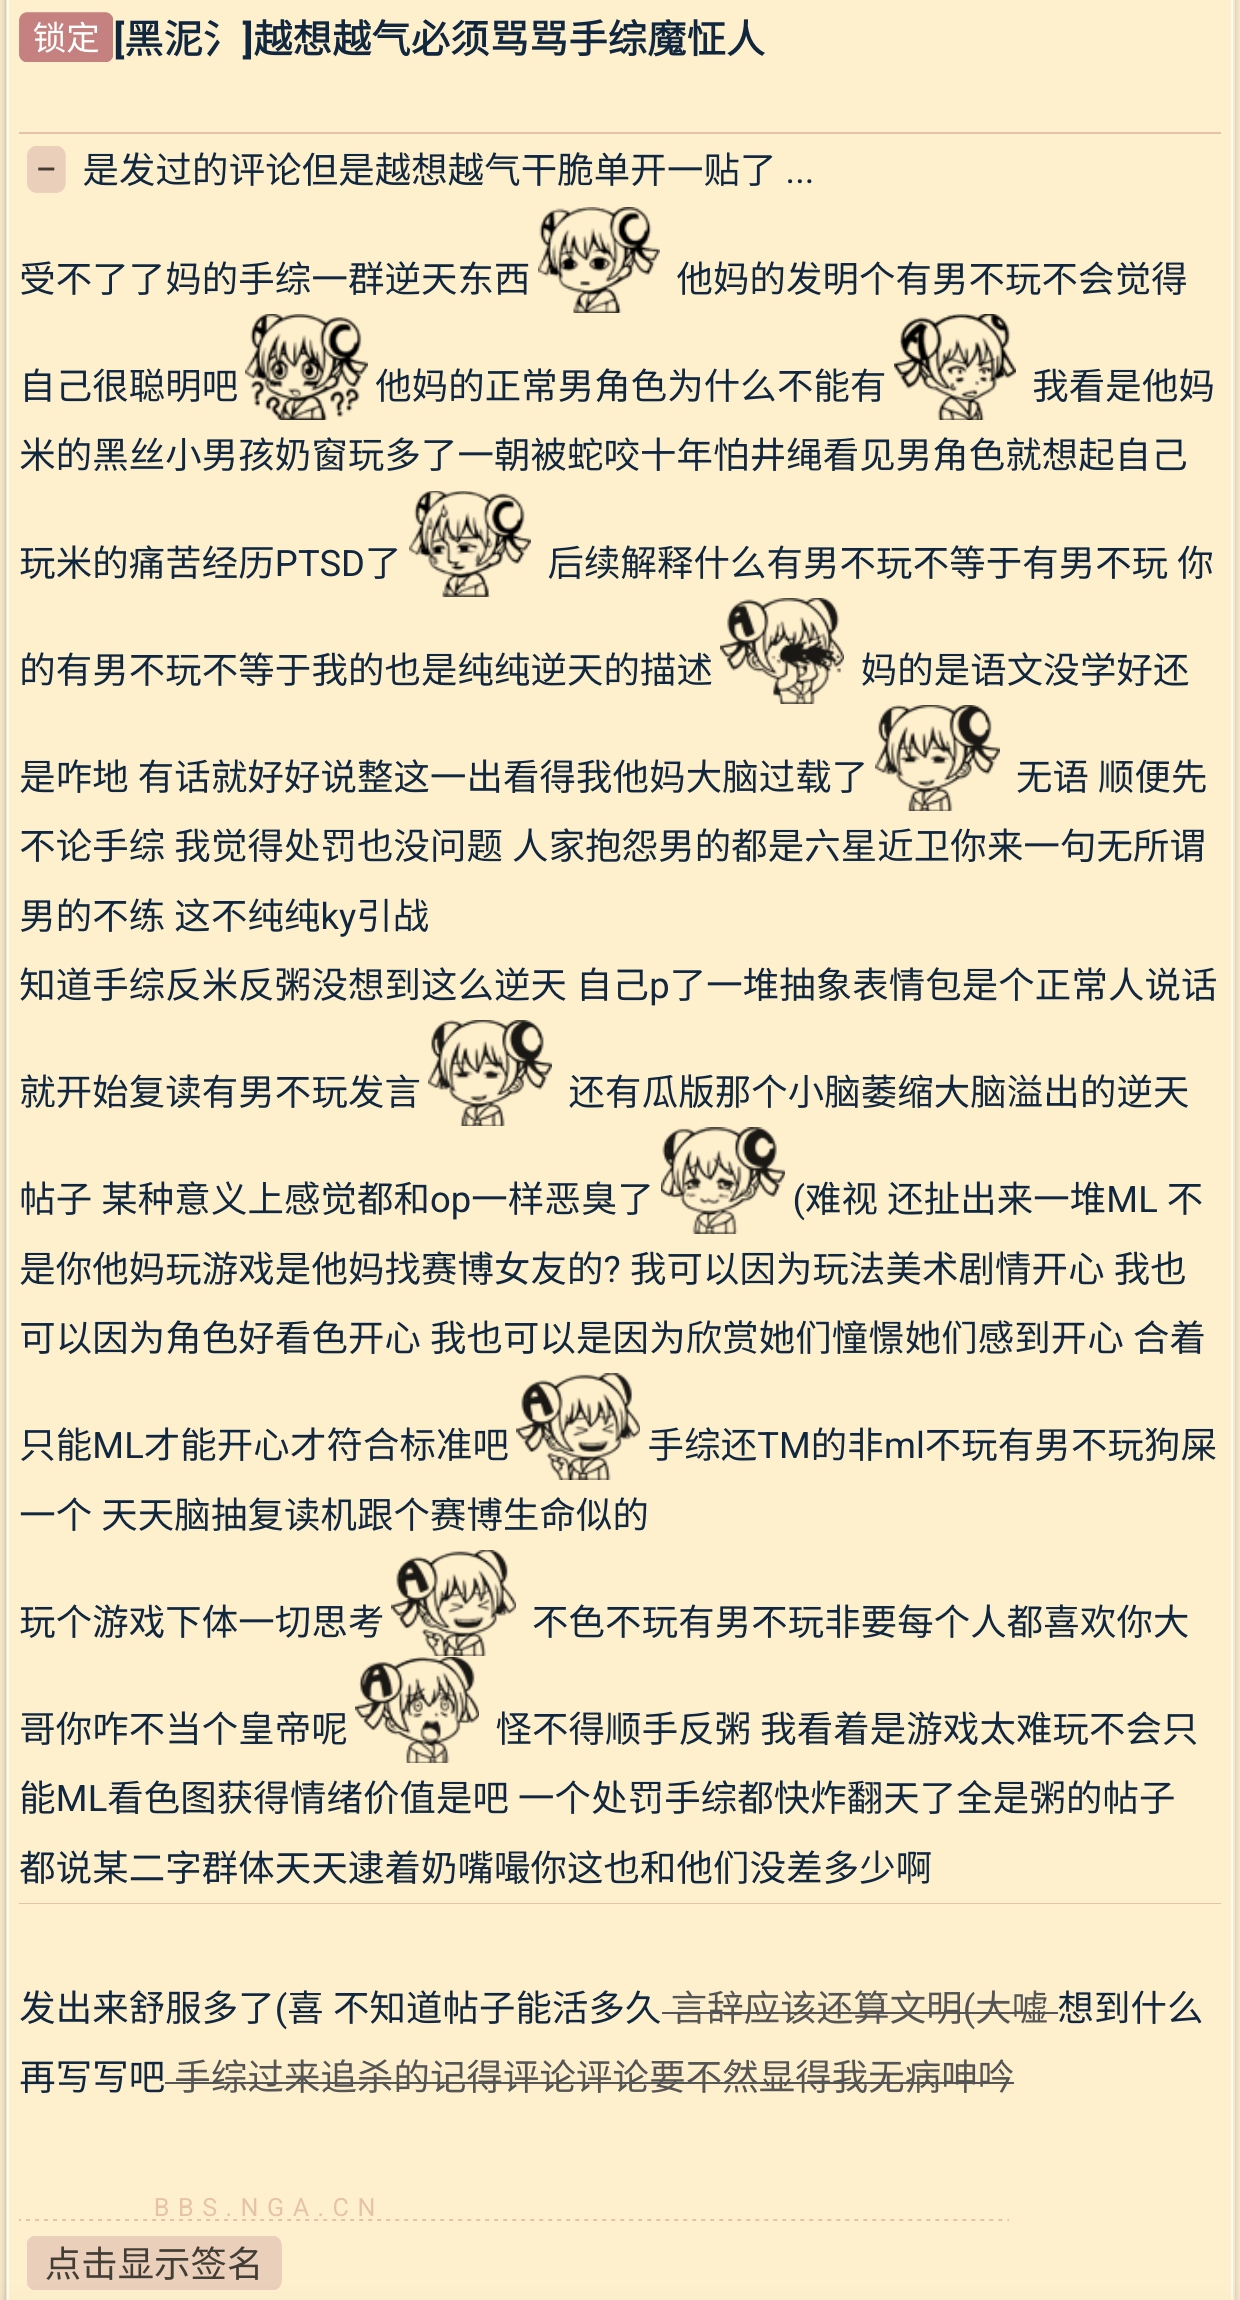 锁定 [黑泥氵]越想越气必须骂骂手综魔怔人
− 是发过的评论但是越想越气干脆单开一贴了 ...
受不了了妈的手综一群逆天东西 他妈的发明个有男不玩不会觉得
自己很聪明吧 他妈的正常男角色为什么不能有 我看是他妈
米的黑丝小男孩奶窗玩多了一朝被蛇咬十年怕井绳看见男角色就想起自己
玩米的痛苦经历PTSD了 后续解释什么有男不玩不等于有男不玩 你
的有男不玩不等于我的也是纯纯逆天的描述 妈的是语文没学好还
是咋地 有话就好好说整这一出看得我他妈大脑过载了 无语 顺便先
不论手综 我觉得处罚也没问题 人家抱怨男的都是六星近卫你来一句无所谓
男的不练 这不纯纯ky引战
知道手综反米反粥没想到这么逆天 自己p了一堆抽象表情包是个正常人说话
就开始复读有男不玩发言 还有瓜版那个小脑萎缩大脑溢出的逆天
帖子 某种意义上感觉都和op一样恶臭了 (难视 还扯出来一堆ML 不
是你他妈玩游戏是他妈找赛博女友的? 我可以因为玩法美术剧情开心 我也
可以因为角色好看色开心 我也可以是因为欣赏她们憧憬她们感到开心 合着
只能ML才能开心才符合标准吧 手综还TM的非ml不玩有男不玩狗屎
一个 天天脑抽复读机跟个赛博生命似的
玩个游戏下体一切思考 不色不玩有男不玩非要每个人都喜欢你大
哥你咋不当个皇帝呢 怪不得顺手反粥 我看着是游戏太难玩不会只
能ML看色图获得情绪价值是吧 一个处罚手综都快炸翻天了全是粥的帖子
都说某二字群体天天逮着奶嘴嘬你这也和他们没差多少啊
发出来舒服多了(喜 不知道帖子能活多久 言辞应该还算文明(大嘘 想到什么
再写写吧 手综过来追杀的记得评论评论要不然显得我无病呻吟
BBS.NGA.CN
点击显示签名